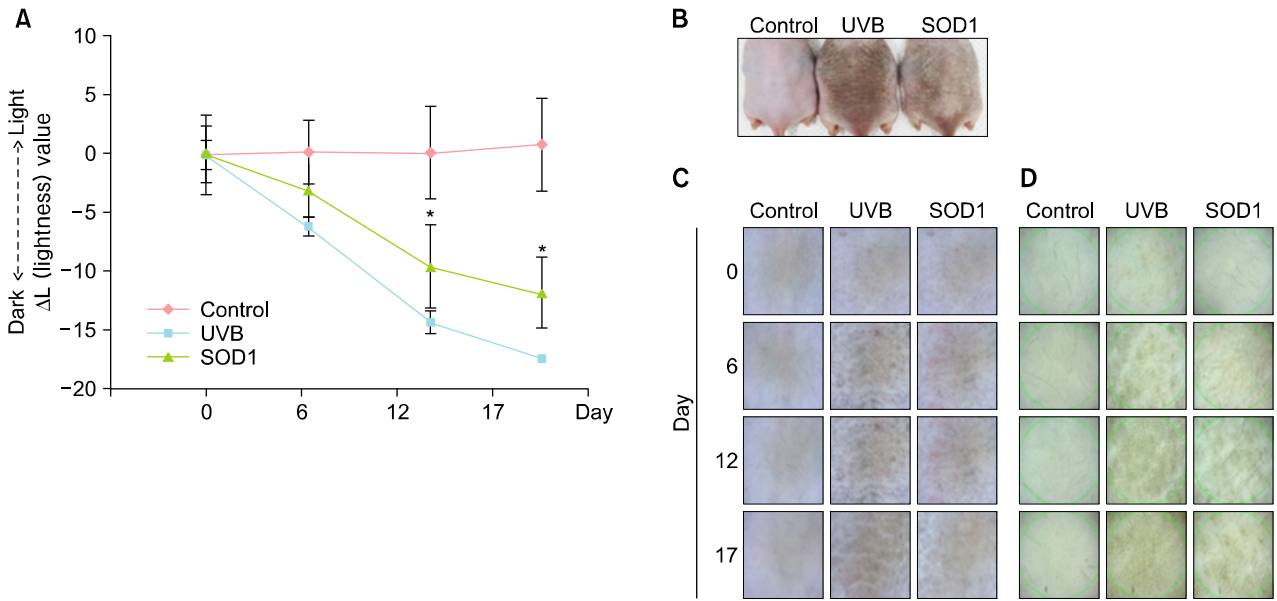 A
10
5
0
−5
−10
−15
−20
Dark <-------> Light
ΔL (lightness) value
*
*
Control
UVB
SOD1
0
6
12
17
Day
B
Control UVB SOD1
C
Control UVB SOD1
Day
0
6
12
17
D
Control UVB SOD1